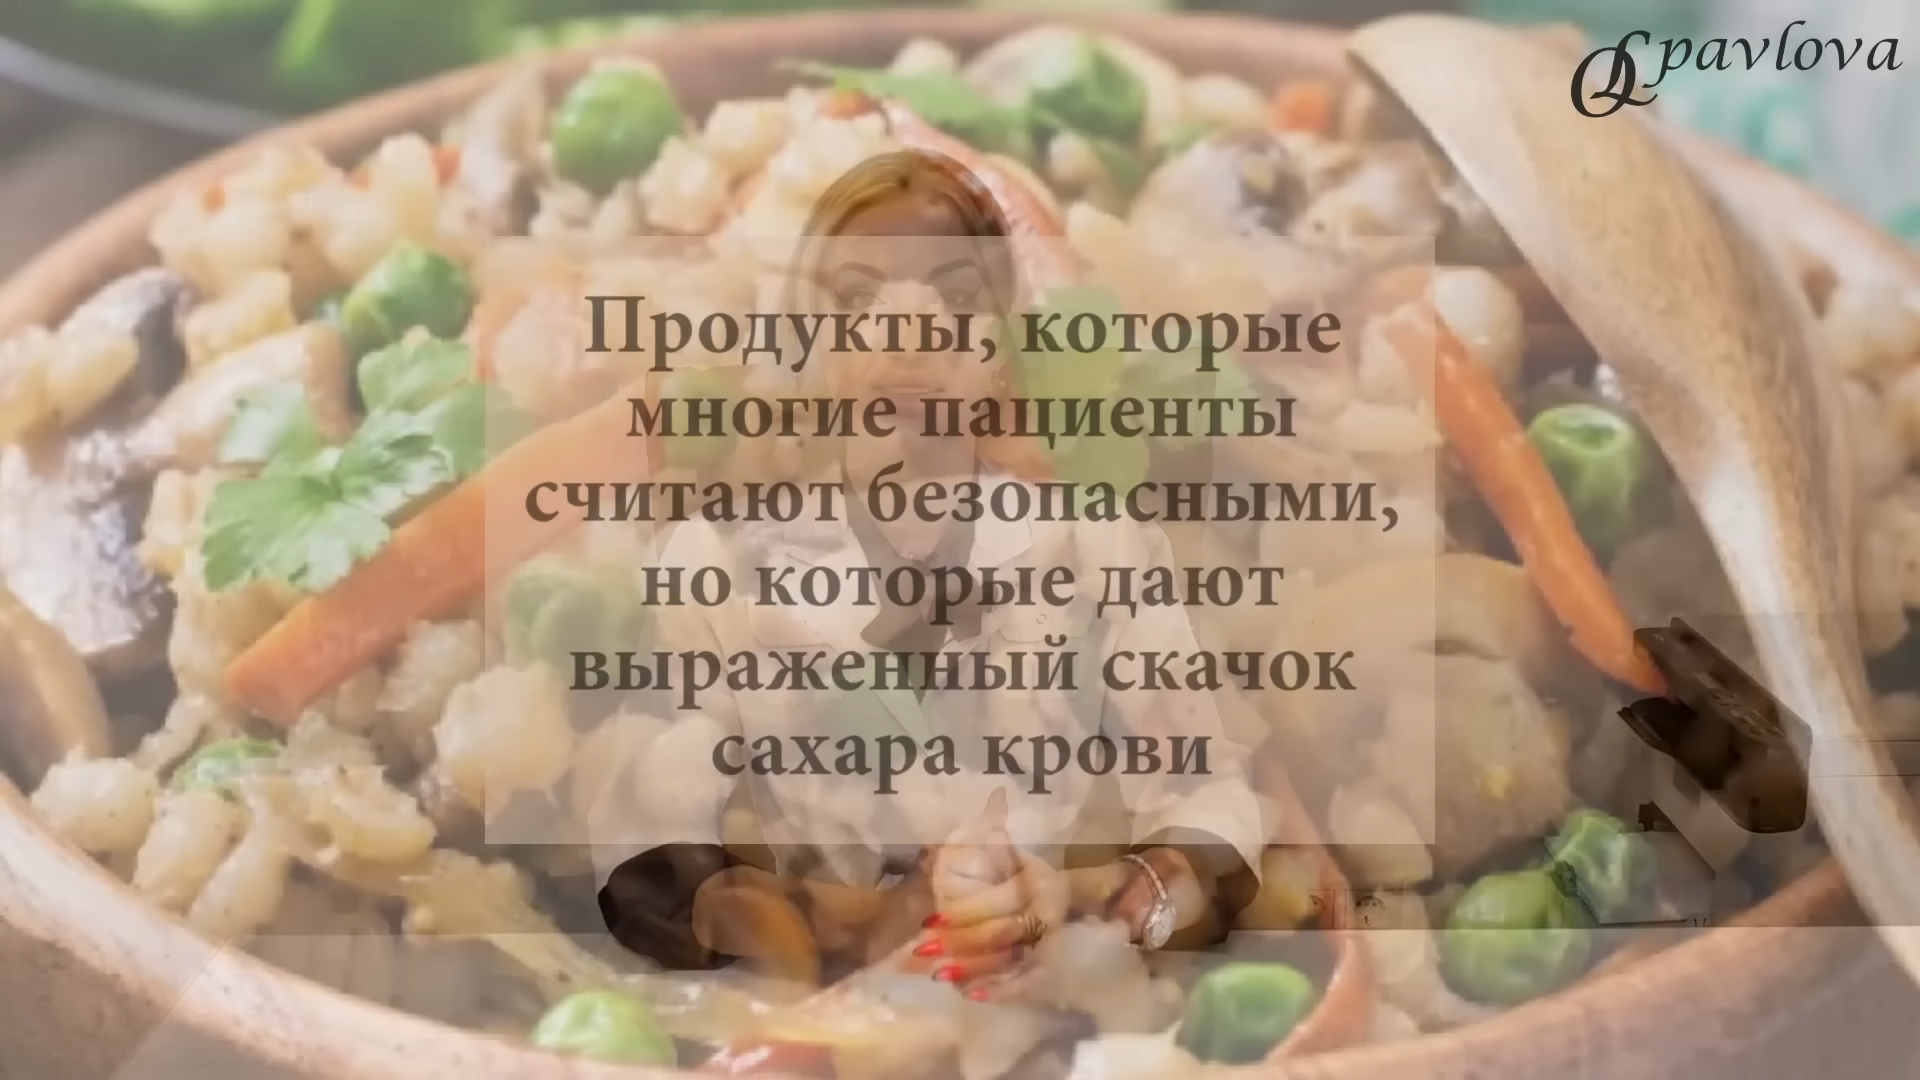 pavlova
Продукты, которые
многие пациенты
считают безопасными,
но которые дают
выраженный скачок
сахара крови